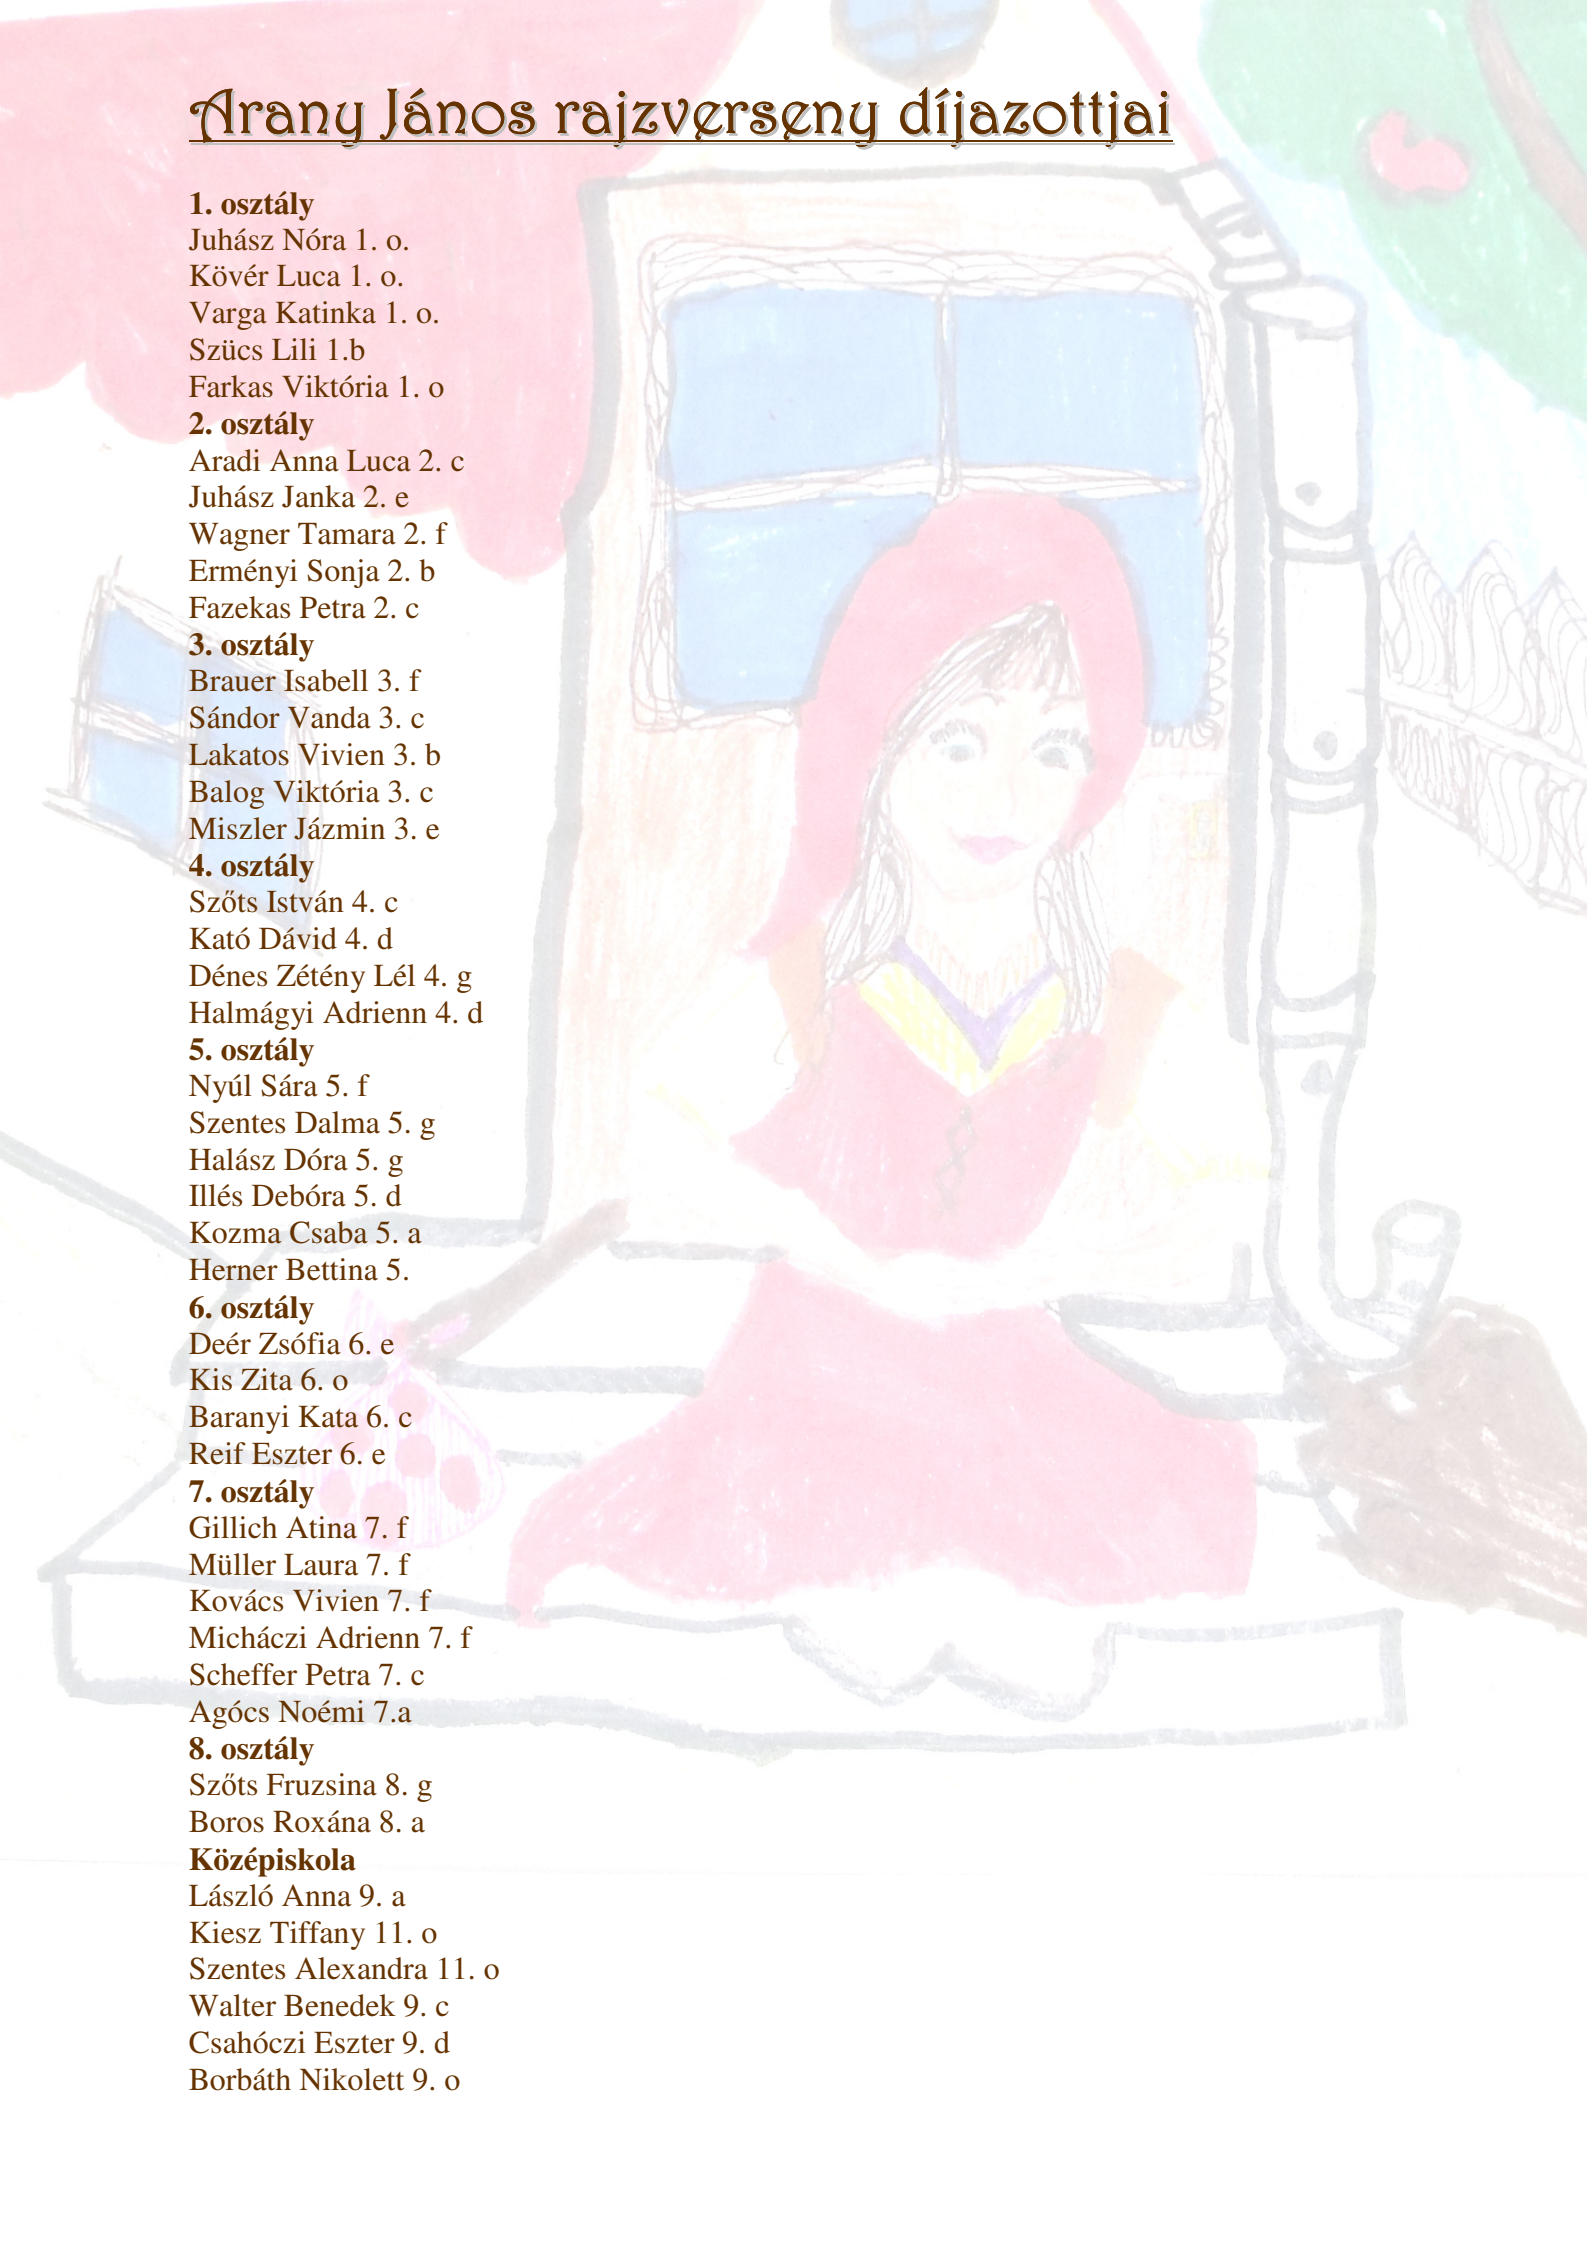 Arany János rajzverseny díjazottjai
1. osztály
Juhász Nóra 1. o.
Kövér Luca 1. o.
Varga Katinka 1. o.
Szücs Lili 1.b
Farkas Viktória 1. o
2. osztály
Aradi Anna Luca 2. c
Juhász Janka 2. e
Wagner Tamara 2. f
Erményi Sonja 2. b
Fazekas Petra 2. c
3. osztály
Brauer Isabell 3. f
Sándor Vanda 3. c
Lakatos Vivien 3. b
Balog Viktória 3. c
Miszler Jázmin 3. e
4. osztály
Szőts István 4. c
Kató Dávid 4. d
Dénes Zétény Lél 4. g
Halmágyi Adrienn 4. d
5. osztály
Nyúl Sára 5. f
Szentes Dalma 5. g
Halász Dóra 5. g
Illés Debóra 5. d
Kozma Csaba 5. a
Herner Bettina 5.
6. osztály
Deér Zsófia 6. e
Kis Zita 6. o
Baranyi Kata 6. c
Reif Eszter 6. e
7. osztály
Gillich Atina 7. f
Müller Laura 7. f
Kovács Vivien 7. f
Micháczi Adrienn 7. f
Scheffer Petra 7. c
Agócs Noémi 7.a
8. osztály
Szőts Fruzsina 8. g
Boros Roxána 8. a
Középiskola
László Anna 9. a
Kiesz Tiffany 11. o
Szentes Alexandra 11. o
Walter Benedek 9. c
Csahóczi Eszter 9. d
Borbáth Nikolett 9. o